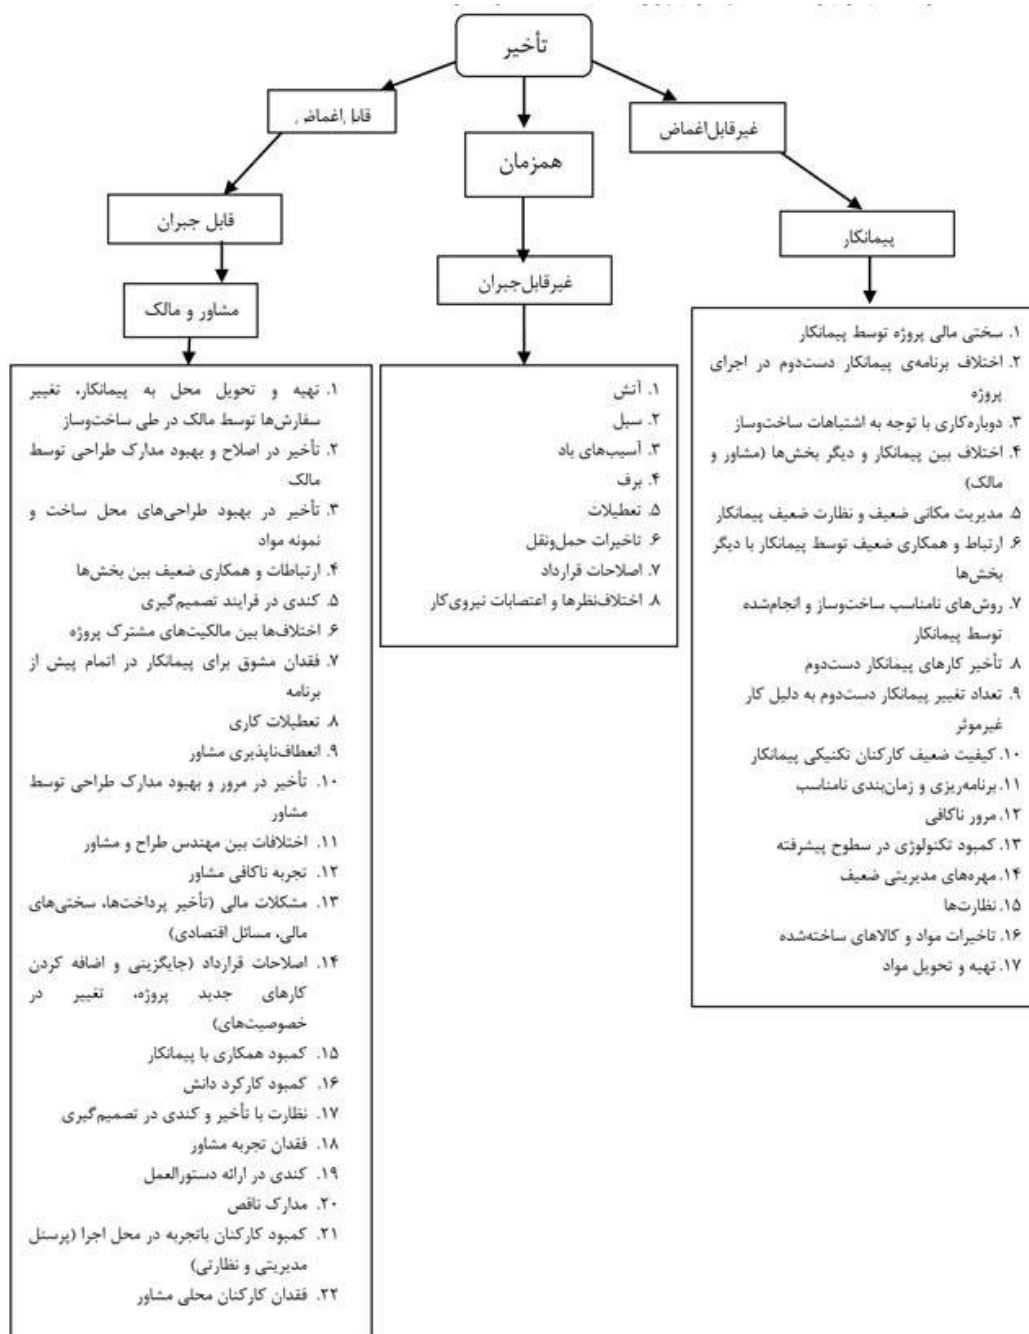 تأخیر
غیرقابل‌اغماض
همزمان
قابل‌اغماض
پیمانکار
غیرقابل‌جبران
قابل جبران
مشاور و مالک
۱. سختی مالی پروژه توسط پیمانکار
۲. اختلاف برنامه‌ی پیمانکار دست‌دوم در اجرای
پروژه
۳. دوباره‌کاری با توجه به اشتباهات ساخت‌وساز
۴. اختلاف بین پیمانکار و دیگر بخش‌ها (مشاور و
مالک)
۵. مدیریت مکانی ضعیف و نظارت ضعیف پیمانکار
۶. ارتباط و همکاری ضعیف توسط پیمانکار با دیگر
بخش‌ها
۷. روش‌های نامناسب ساخت‌وساز و انجام‌شده
توسط پیمانکار
۸. تأخیر کارهای پیمانکار دست‌دوم
۹. تعداد تغییر پیمانکار دست‌دوم به دلیل کار
غیرموثر
۱۰. کیفیت ضعیف کارکنان تکنیکی پیمانکار
۱۱. برنامه‌ریزی و زمان‌بندی نامناسب
۱۲. مرور ناکافی
۱۳. کمبود تکنولوژی در سطوح پیشرفته
۱۴. مهره‌های مدیریتی ضعیف
۱۵. نظارت‌ها
۱۶. تاخیرات مواد و کالاهای ساخته‌شده
۱۷. تهیه و تحویل مواد
۱. آتش
۲. سیل
۳. آسیب‌های باد
۴. برف
۵. تعطیلات
۶. تاخیرات حمل‌ونقل
۷. اصلاحات قرارداد
۸. اختلاف‌نظرها و اعتصابات نیروی‌کار
۱. تهیه و تحویل محل به پیمانکار، تغییر
سفارش‌ها توسط مالک در طی ساخت‌وساز
۲. تأخیر در اصلاح و بهبود مدارک طراحی توسط
مالک
۳. تأخیر در بهبود طراحی‌های محل ساخت و
نمونه مواد
۴. ارتباطات و همکاری ضعیف بین بخش‌ها
۵. کندی در فرایند تصمیم‌گیری
۶. اختلاف‌ها بین مالکیت‌های مشترک پروژه
۷. فقدان مشوق برای پیمانکار در اتمام پیش از
برنامه
۸. تعطیلات کاری
۹. انعطاف‌ناپذیری مشاور
۱۰. تأخیر در مرور و بهبود مدارک طراحی توسط
مشاور
۱۱. اختلافات بین مهندس طراح و مشاور
۱۲. تجربه ناکافی مشاور
۱۳. مشکلات مالی (تأخیر پرداخت‌ها، سختی‌های
مالی، مسائل اقتصادی)
۱۴. اصلاحات قرارداد (جایگزینی و اضافه کردن
کارهای جدید پروژه، تغییر در
خصوصیت‌های)
۱۵. کمبود همکاری با پیمانکار
۱۶. کمبود کارکرد دانش
۱۷. نظارت با تأخیر و کندی در تصمیم‌گیری
۱۸. فقدان تجربه مشاور
۱۹. کندی در ارائه دستورالعمل
۲۰. مدارک ناقص
۲۱. کمبود کارکنان باتجربه در محل اجرا (پرسنل
مدیریتی و نظارتی)
۲۲. فقدان کارکنان محلی مشاور